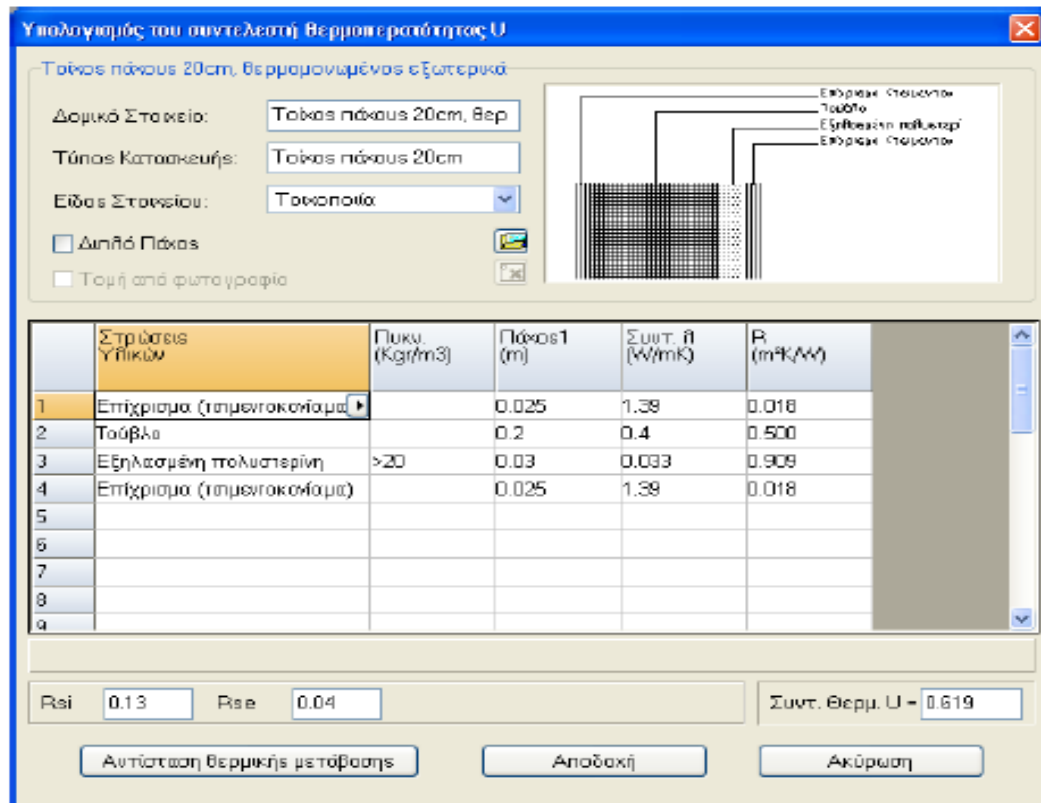 Υπολογισμός του συντελεστή θερμοπερατότητας U
Τοίχος πάχους 20cm, θερμομονωμένος εξωτερικά
Δομικό Στοιχείο: Τοίχος πάχους 20cm, θερ
Τύπος Κατασκευής: Τοίχος πάχους 20cm
Είδος Στοιχείου: Τοιχοποιία
Διπλό Πάχος
Τομή από φωτογραφία
Τούβλο
Στρώσεις Υλικών Πυκν. (Kgr/m3) Πάχος1 (m) Συντ. λ (W/mK) R (m²K/W)
1 Επίχρισμα (τσιμεντοκονίαμα 0.025 1.39 0.018
2 Τούβλο 0.2 0.4 0.500
3 Εξηλασμένη πολυστερίνη >20 0.03 0.033 0.909
4 Επίχρισμα (τσιμεντοκονίαμα) 0.025 1.39 0.018
5
6
7
8
9
Rsi 0.13 Rse 0.04 Συντ. Θερμ. U = 0.619
Αντίσταση θερμικής μετάβασης Αποδοχή Ακύρωση